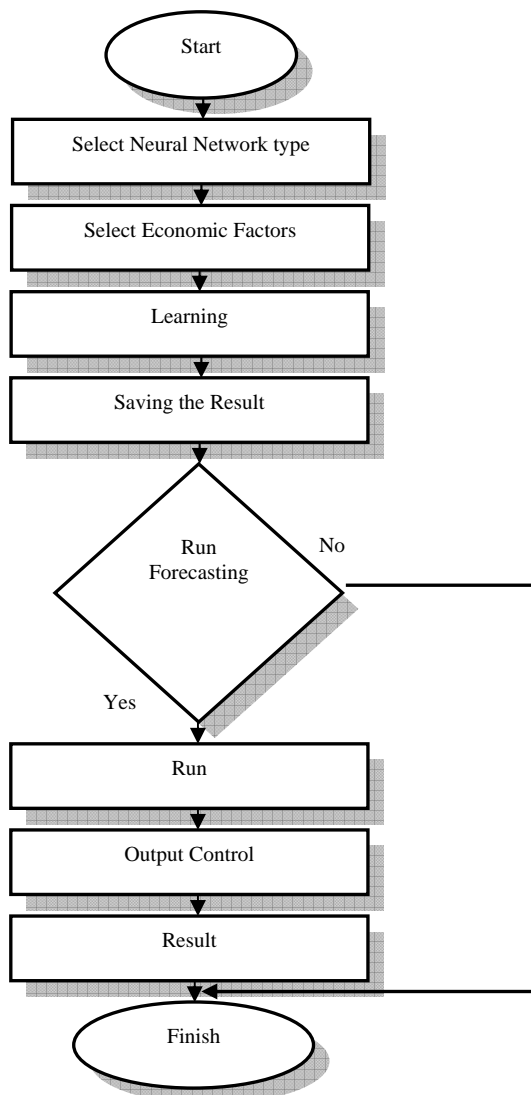 Start
Select Neural Network type
Select Economic Factors
Learning
Saving the Result
Run
Forecasting
No
Yes
Run
Output Control
Result
Finish